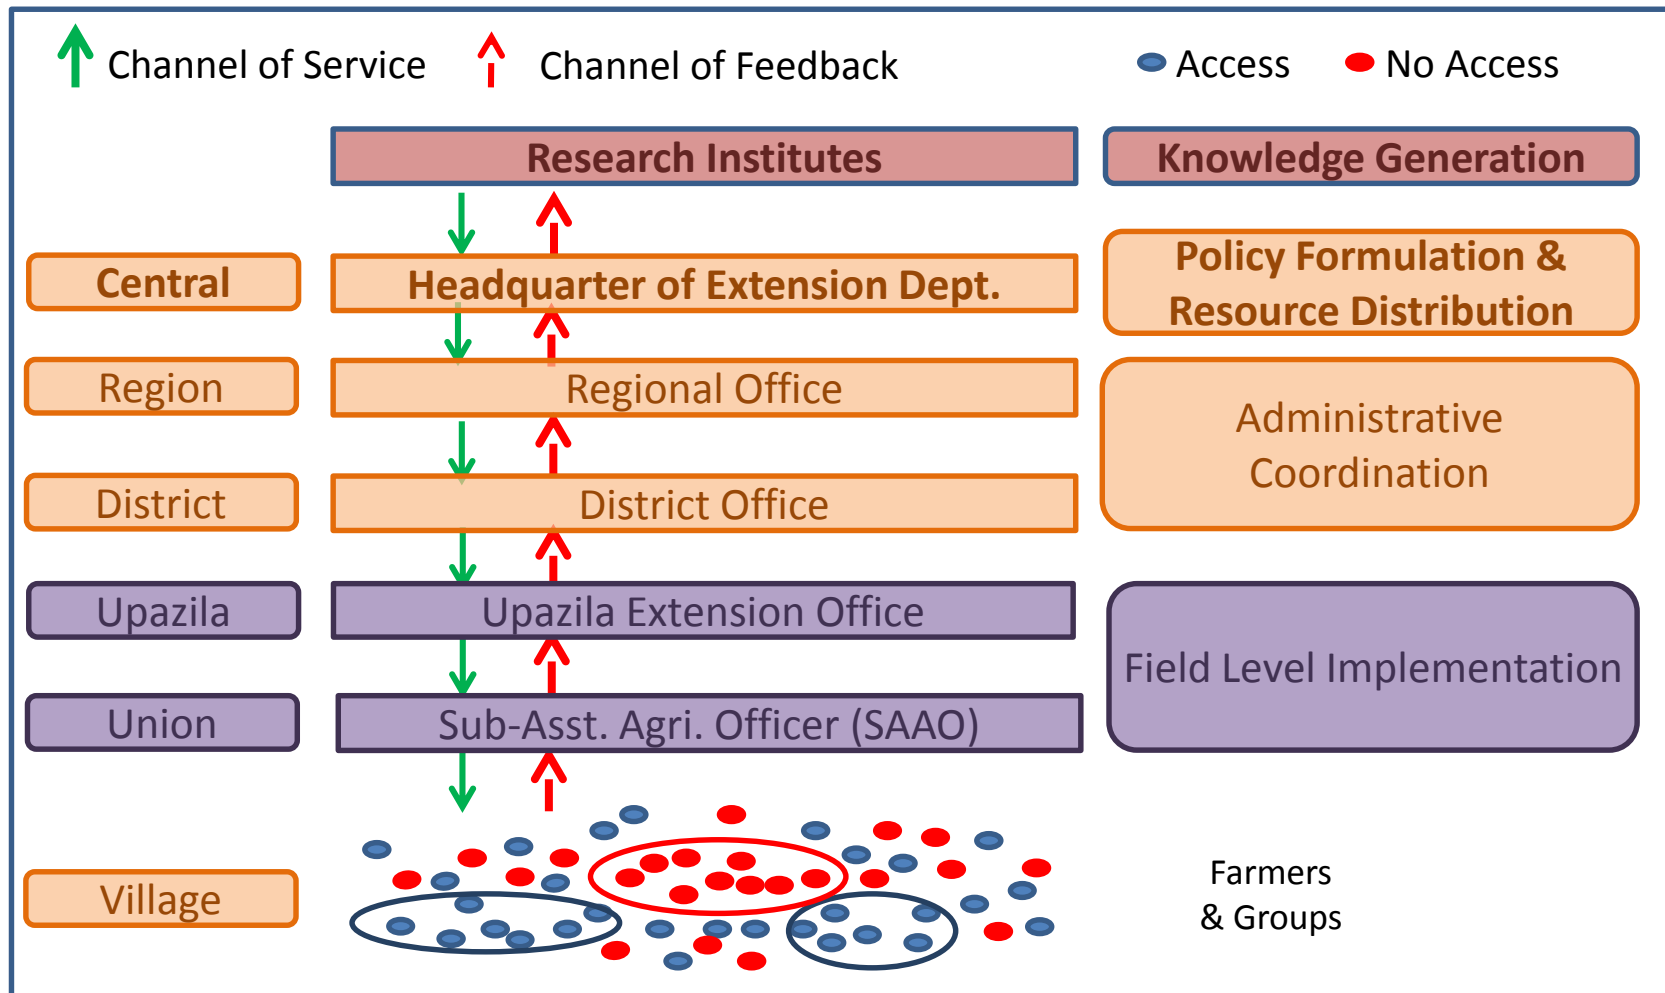 Channel of Service
Channel of Feedback
Access
No Access
Research Institutes
Knowledge Generation
Central
Headquarter of Extension Dept.
Policy Formulation &
Resource Distribution
Region
Regional Office
Administrative
Coordination
District
District Office
Upazila
Upazila Extension Office
Field Level Implementation
Union
Sub-Asst. Agri. Officer (SAAO)
Village
Farmers
& Groups